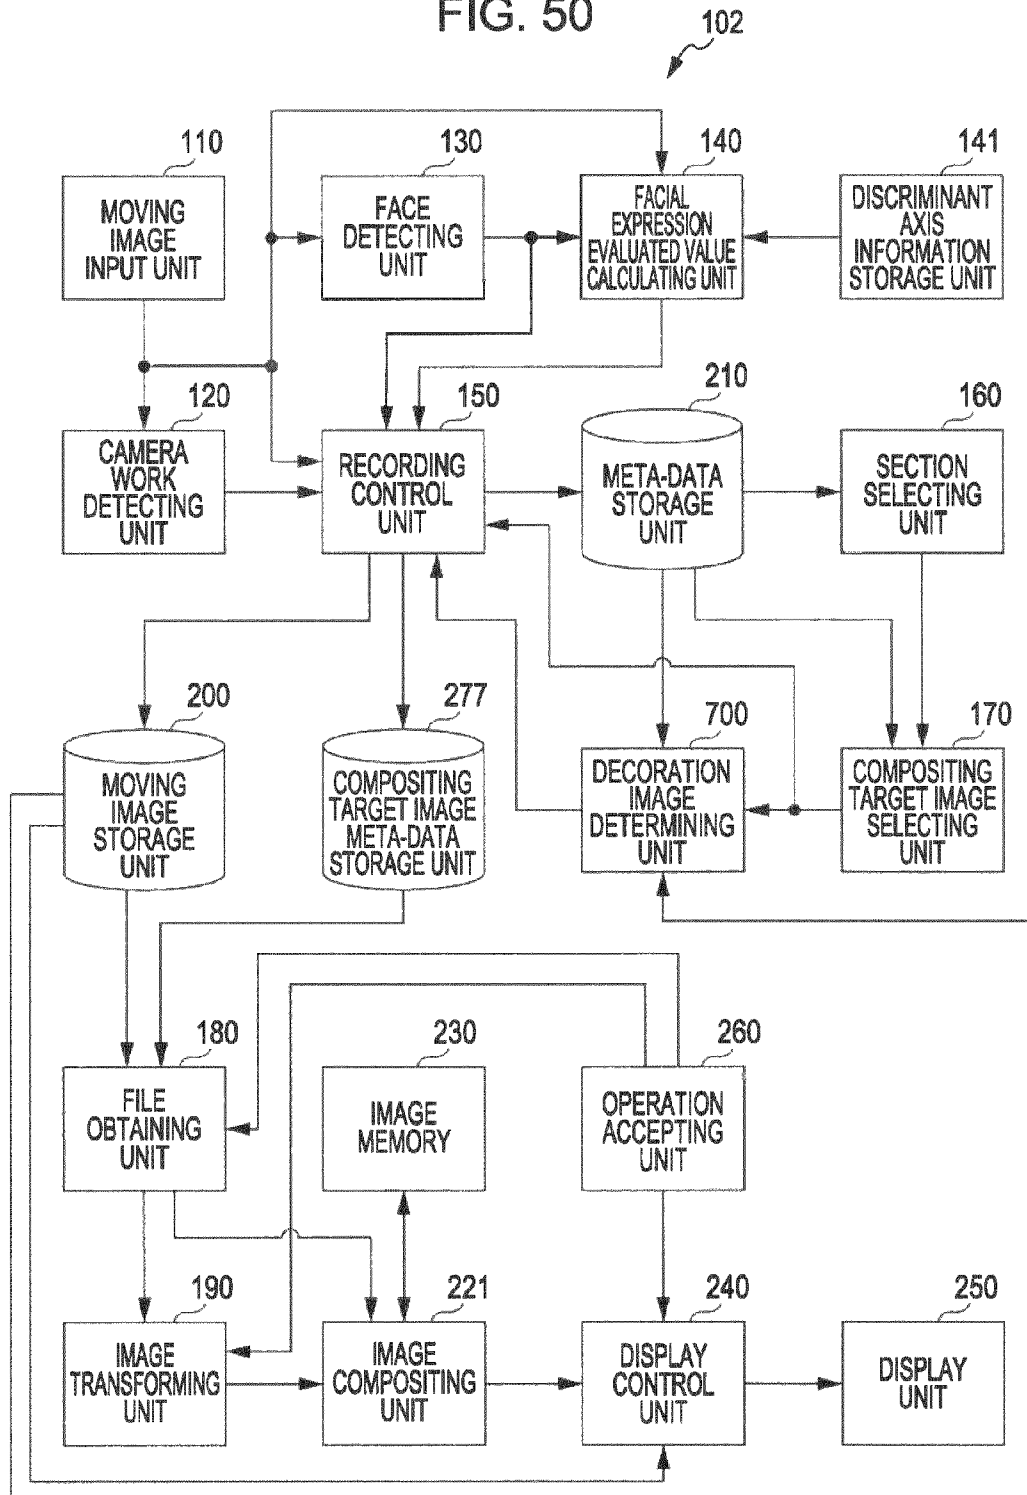 FIG. 50
102
110
MOVING
IMAGE
INPUT UNIT
130
FACE
DETECTING
UNIT
140
FACIAL
EXPRESSION
EVALUATED VALUE
CALCULATING UNIT
141
DISCRIMINANT
AXIS
INFORMATION
STORAGE UNIT
120
CAMERA
WORK
DETECTING
UNIT
150
RECORDING
CONTROL
UNIT
210
META-DATA
STORAGE
UNIT
160
SECTION
SELECTING
UNIT
200
MOVING
IMAGE
STORAGE
UNIT
277
COMPOSITING
TARGET IMAGE
META-DATA
STORAGE UNIT
700
DECORATION
IMAGE
DETERMINING
UNIT
170
COMPOSITING
TARGET IMAGE
SELECTING
UNIT
180
FILE
OBTAINING
UNIT
230
IMAGE
MEMORY
260
OPERATION
ACCEPTING
UNIT
190
IMAGE
TRANSFORMING
UNIT
221
IMAGE
COMPOSITING
UNIT
240
DISPLAY
CONTROL
UNIT
250
DISPLAY
UNIT